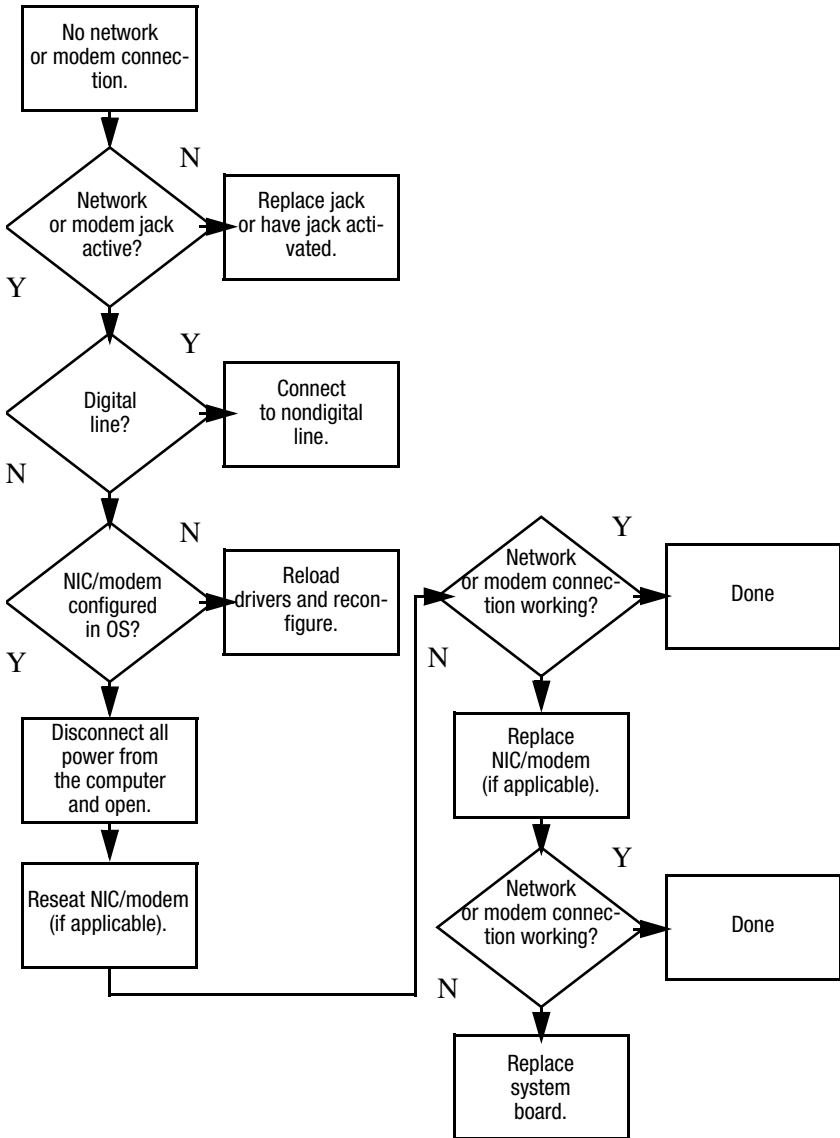 No network
or modem connec-
tion.
N
Network
or modem jack
active?
Replace jack
or have jack acti-
vated.
Y
Y
Digital
line?
Connect
to nondigital
line.
N
N
NIC/modem
configured
in OS?
Reload
drivers and recon-
figure.
Y
Disconnect all
power from
the computer
and open.
Reseat NIC/modem
(if applicable).
Y
Network
or modem connec-
tion working?
Done
N
Replace
NIC/modem
(if applicable).
Y
Network
or modem connec-
tion working?
Done
N
Replace
system
board.